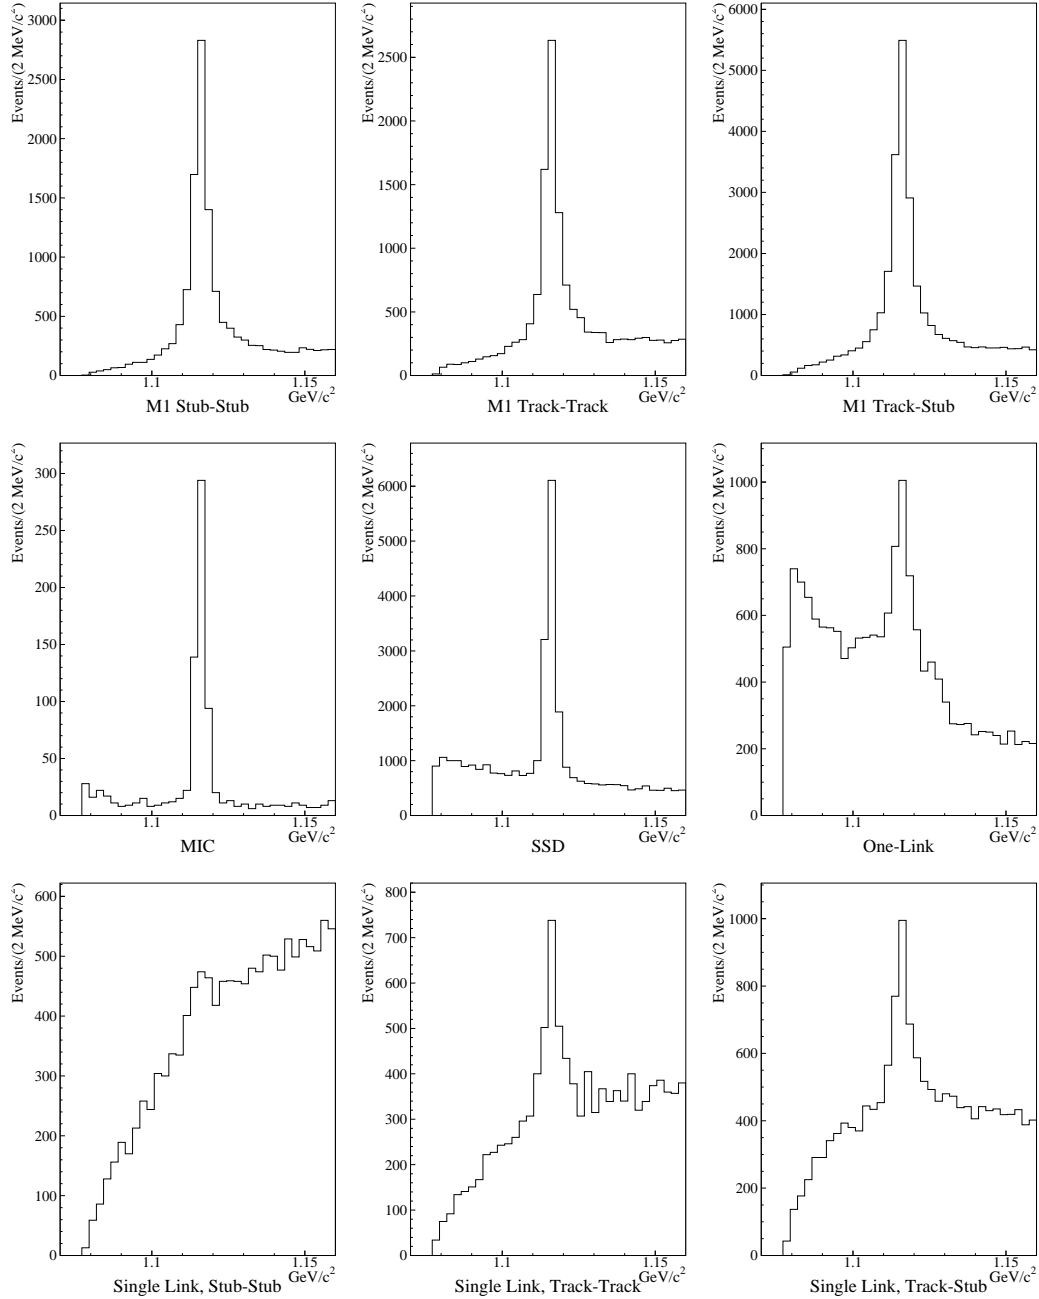 Events/(2 MeV/c²)
3000
2500
2000
1500
1000
500
0
1.1
1.15
GeV/c²
M1 Stub-Stub
Events/(2 MeV/c²)
2500
2000
1500
1000
500
0
1.1
1.15
GeV/c²
M1 Track-Track
Events/(2 MeV/c²)
6000
5000
4000
3000
2000
1000
0
1.1
1.15
GeV/c²
M1 Track-Stub
Events/(2 MeV/c²)
300
250
200
150
100
50
0
1.1
1.15
GeV/c²
MIC
Events/(2 MeV/c²)
6000
5000
4000
3000
2000
1000
0
1.1
1.15
GeV/c²
SSD
Events/(2 MeV/c²)
1000
800
600
400
200
0
1.1
1.15
GeV/c²
One-Link
Events/(2 MeV/c²)
600
500
400
300
200
100
0
1.1
1.15
GeV/c²
Single Link, Stub-Stub
Events/(2 MeV/c²)
800
700
600
500
400
300
200
100
0
1.1
1.15
GeV/c²
Single Link, Track-Track
Events/(2 MeV/c²)
1000
800
600
400
200
0
1.1
1.15
GeV/c²
Single Link, Track-Stub